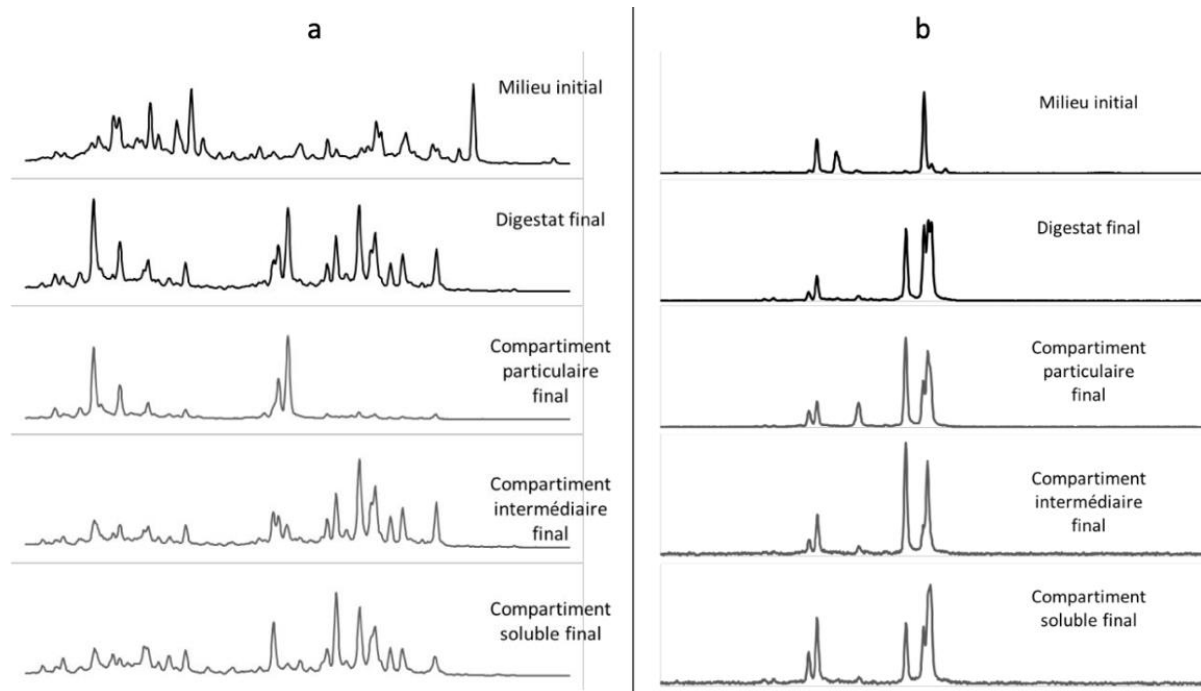 a
Milieu initial
Digestat final
Compartiment
particulaire
final
Compartiment
intermédiaire
final
Compartiment
soluble final
b
Milieu initial
Digestat final
Compartiment
particulaire
final
Compartiment
intermédiaire
final
Compartiment
soluble final